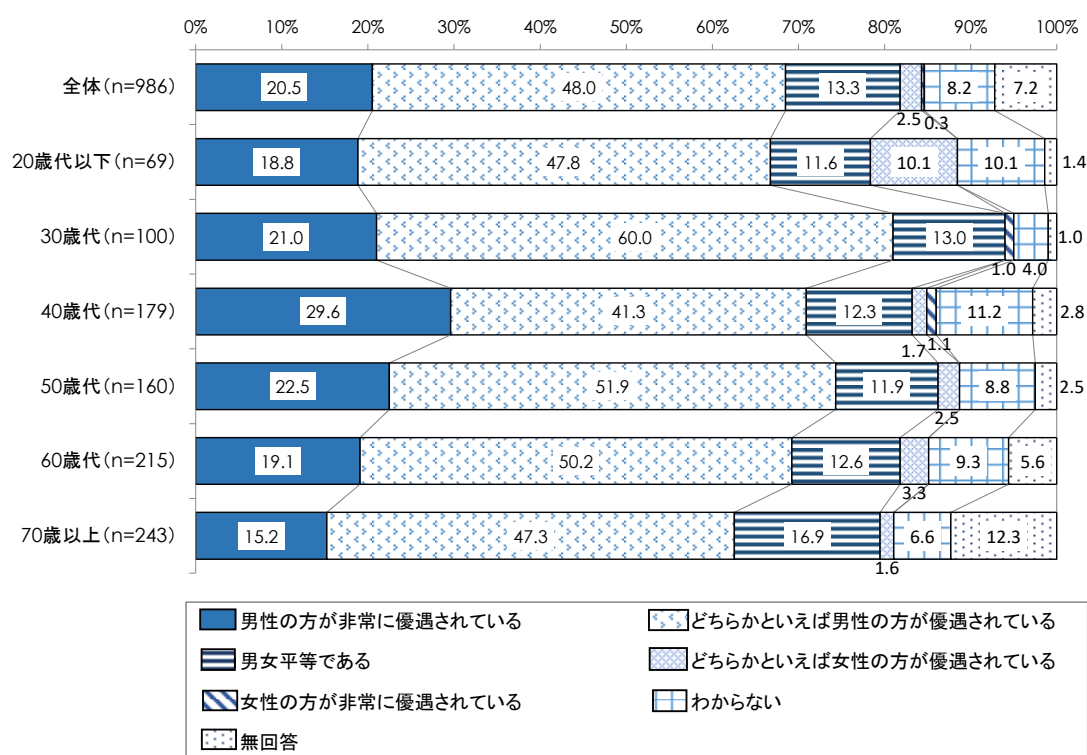 0% 10% 20% 30% 40% 50% 60% 70% 80% 90% 100%
全体(n=986) 20.5 48.0 13.3 2.5 0.3 8.2 7.2
20歳代以下(n=69) 18.8 47.8 11.6 10.1 10.1 1.4
30歳代(n=100) 21.0 60.0 13.0 1.0 4.0 1.0
40歳代(n=179) 29.6 41.3 12.3 1.7 1.1 11.2 2.8
50歳代(n=160) 22.5 51.9 11.9 2.5 8.8 2.5
60歳代(n=215) 19.1 50.2 12.6 3.3 9.3 5.6
70歳以上(n=243) 15.2 47.3 16.9 1.6 6.6 12.3
男性の方が非常に優遇されている どちらかといえば男性の方が優遇されている
男女平等である どちらかといえば女性の方が優遇されている
女性の方が非常に優遇されている わからない
無回答